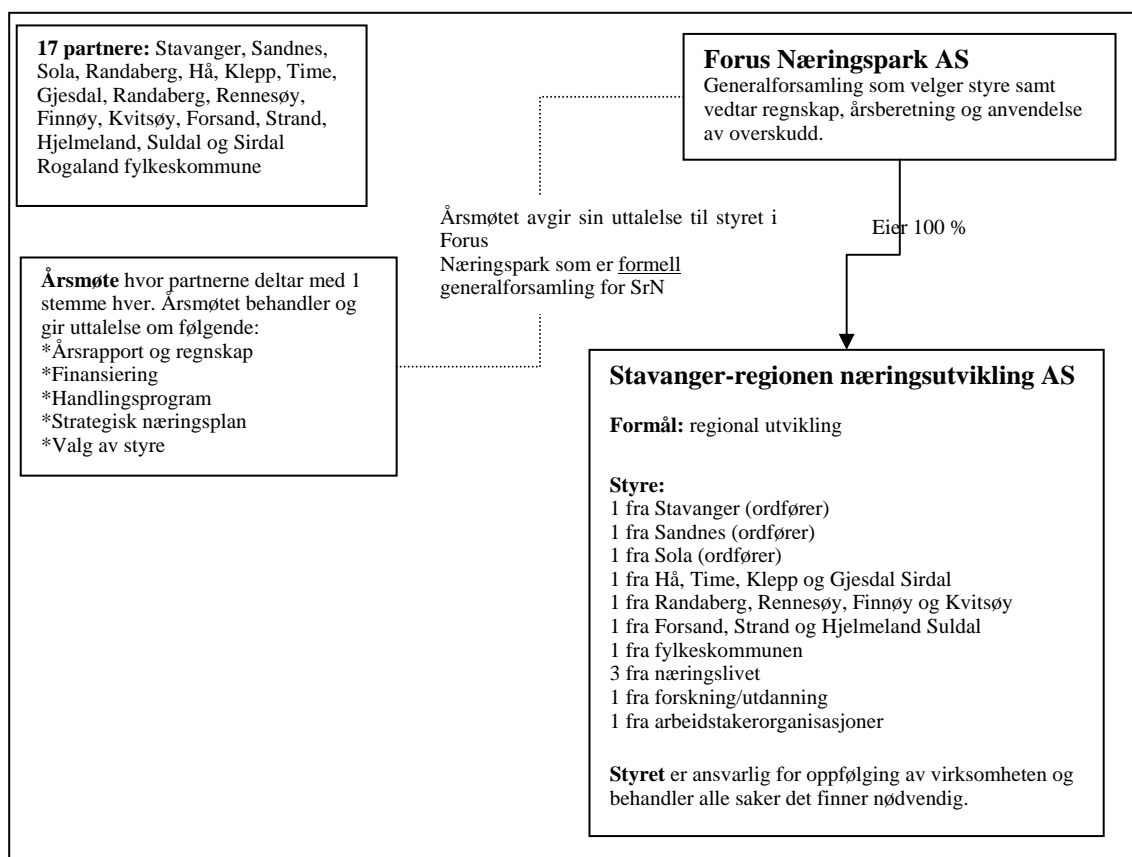 17 partnere: Stavanger, Sandnes,
Sola, Randaberg, Hå, Klepp, Time,
Gjesdal, Randaberg, Rennesøy,
Finnøy, Kvitsøy, Forsand, Strand,
Hjelmeland, Suldal og Sirdal
Rogaland fylkeskommune
Forus Næringspark AS
Generalforsamling som velger styre samt
vedtar regnskap, årsberetning og anvendelse
av overskudd.
Årsmøtet avgir sin uttalelse til styret i
Forus
Næringspark som er formell
generalforsamling for SrN
Eier 100 %
Årsmøte hvor partnerne deltar med 1
stemme hver. Årsmøtet behandler og
gir uttalelse om følgende:
*Årsrapport og regnskap
*Finansiering
*Handlingsprogram
*Strategisk næringsplan
*Valg av styre
Stavanger-regionen næringsutvikling AS
Formål: regional utvikling
Styre:
1 fra Stavanger (ordfører)
1 fra Sandnes (ordfører)
1 fra Sola (ordfører)
1 fra Hå, Time, Klepp og Gjesdal Sirdal
1 fra Randaberg, Rennesøy, Finnøy og Kvitsøy
1 fra Forsand, Strand og Hjelmeland Suldal
1 fra fylkeskommunen
3 fra næringslivet
1 fra forskning/utdanning
1 fra arbeidstakerorganisasjoner
Styret er ansvarlig for oppfølging av virksomheten og
behandler alle saker det finner nødvendig.